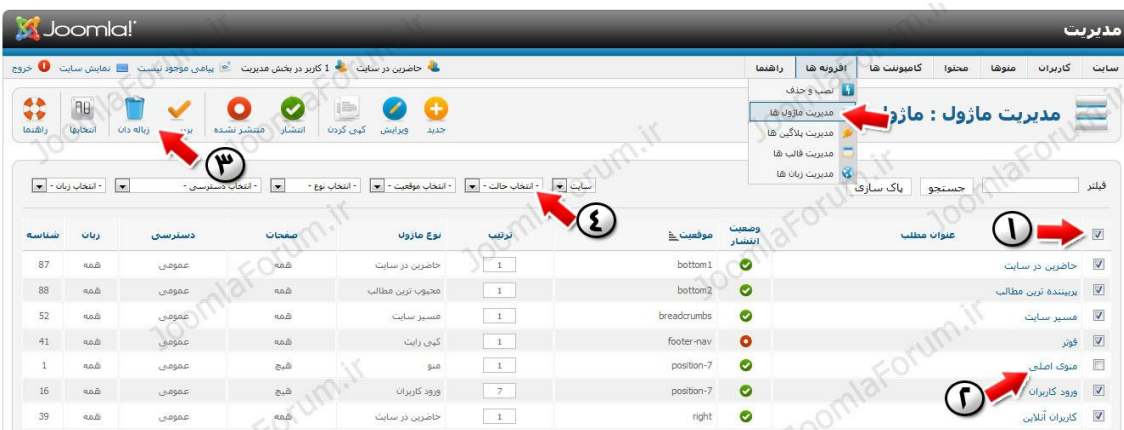 Joomla!
مدیریت
سایت کاربران منوها محتوا کامپوننت ها افزونه ها راهنما
حاضرین در سایت 1 کاربر در بخش مدیریت پیامی موجود نیست نمایش سایت خروج
نصب و حذف
مدیریت ماژول ها
مدیریت پلاگین ها
مدیریت قالب ها
مدیریت زبان ها
مدیریت ماژول :
جدید ویرایش کپی کردن انتشار منتشر نشده زباله دان انتخابها راهنما
۳
فیلتر جستجو پاک سازی
سایت - انتخاب حالت - - انتخاب موقعیت - - انتخاب نوع - - انتخاب دسترسی - - انتخاب زبان -
۱
٤
عنوان مطلب وضعیت انتشار موقعیت ترتیب نوع ماژول صفحات دسترسی زبان شناسه
حاضرین در سایت bottom1 1 حاضرین در سایت همه عمومی همه 87
پربیننده ترین مطالب bottom2 1 محبوب ترین مطالب همه عمومی همه 88
مسیر سایت breadcrumbs 1 مسیر سایت همه عمومی همه 52
فوتر footer-nav 1 کپی رایت همه عمومی همه 41
منوی اصلی position-7 1 منو هیچ عمومی همه 1
ورود کاربران position-7 7 ورود کاربران هیچ عمومی همه 16
کاربران آنلاین right 1 حاضرین در سایت همه عمومی همه 39
۲
JoomlaForum.ir